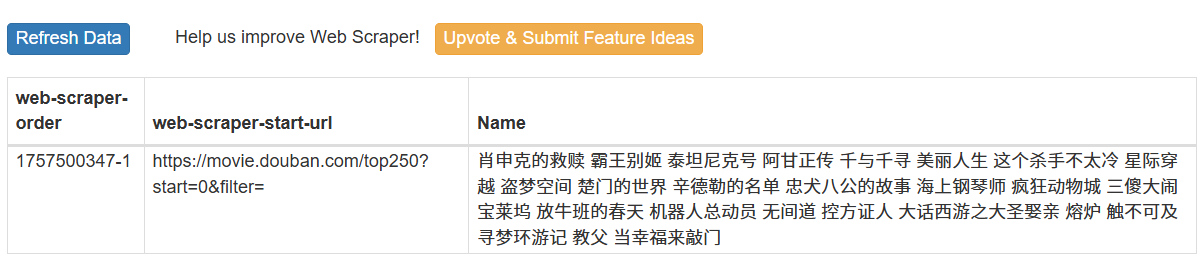 Refresh Data Help us improve Web Scraper! Upvote & Submit Feature Ideas
web-scraper-order web-scraper-start-url Name
1757500347-1 https://movie.douban.com/top250?start=0&filter= 肖申克的救赎 霸王别姬 泰坦尼克号 阿甘正传 千与千寻 美丽人生 这个杀手不太冷 星际穿
越 盗梦空间 楚门的世界 辛德勒的名单 忠犬八公的故事 海上钢琴师 疯狂动物城 三傻大闹
宝莱坞 放牛班的春天 机器人总动员 无间道 控方证人 大话西游之大圣娶亲 熔炉 触不可及
寻梦环游记 教父 当幸福来敲门